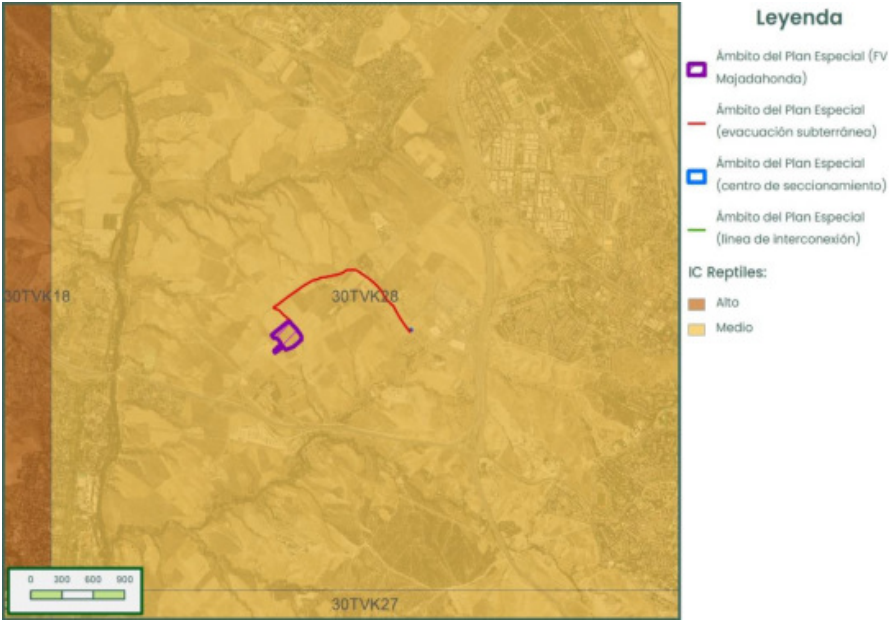 Leyenda
Ámbito del Plan Especial (FV
Majadahonda)
Ámbito del Plan Especial
(evacuación subterránea)
Ámbito del Plan Especial
(centro de seccionamiento)
Ámbito del Plan Especial
(línea de interconexión)
IC Reptiles:
Alto
Medio
30TVK18
30TVK28
30TVK27
0 300 600 900